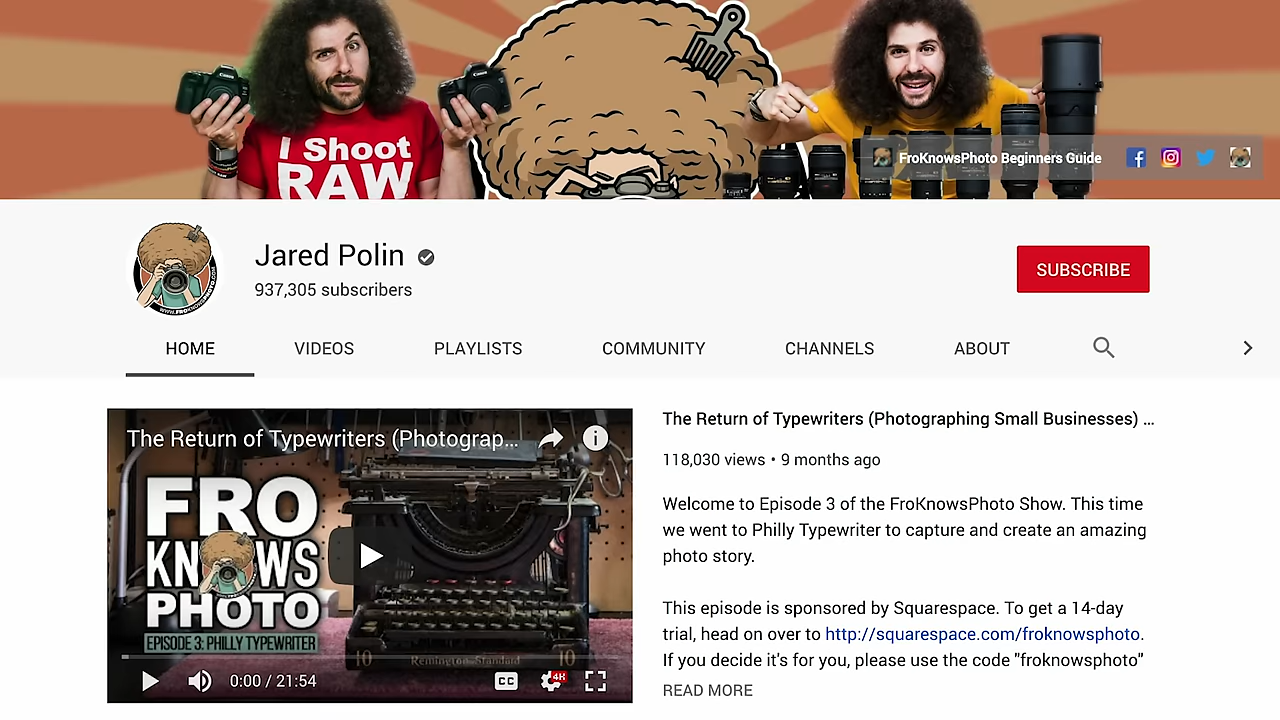 Canon
Canon
I Shoot
RAW
FroKnowsPhoto Beginners Guide
Jared Polin
937,305 subscribers
SUBSCRIBE
HOME VIDEOS PLAYLISTS COMMUNITY CHANNELS ABOUT
The Return of Typewriters (Photograp...
FRO
KNOWS
PHOTO
EPISODE 3: PHILLY TYPEWRITER
10 Remington Standard 10
0:00 / 21:54
CC
4K
The Return of Typewriters (Photographing Small Businesses) ...
118,030 views • 9 months ago
Welcome to Episode 3 of the FroKnowsPhoto Show. This time
we went to Philly Typewriter to capture and create an amazing
photo story.
This episode is sponsored by Squarespace. To get a 14-day
trial, head on over to http://squarespace.com/froknowsphoto.
If you decide it's for you, please use the code "froknowsphoto"
READ MORE